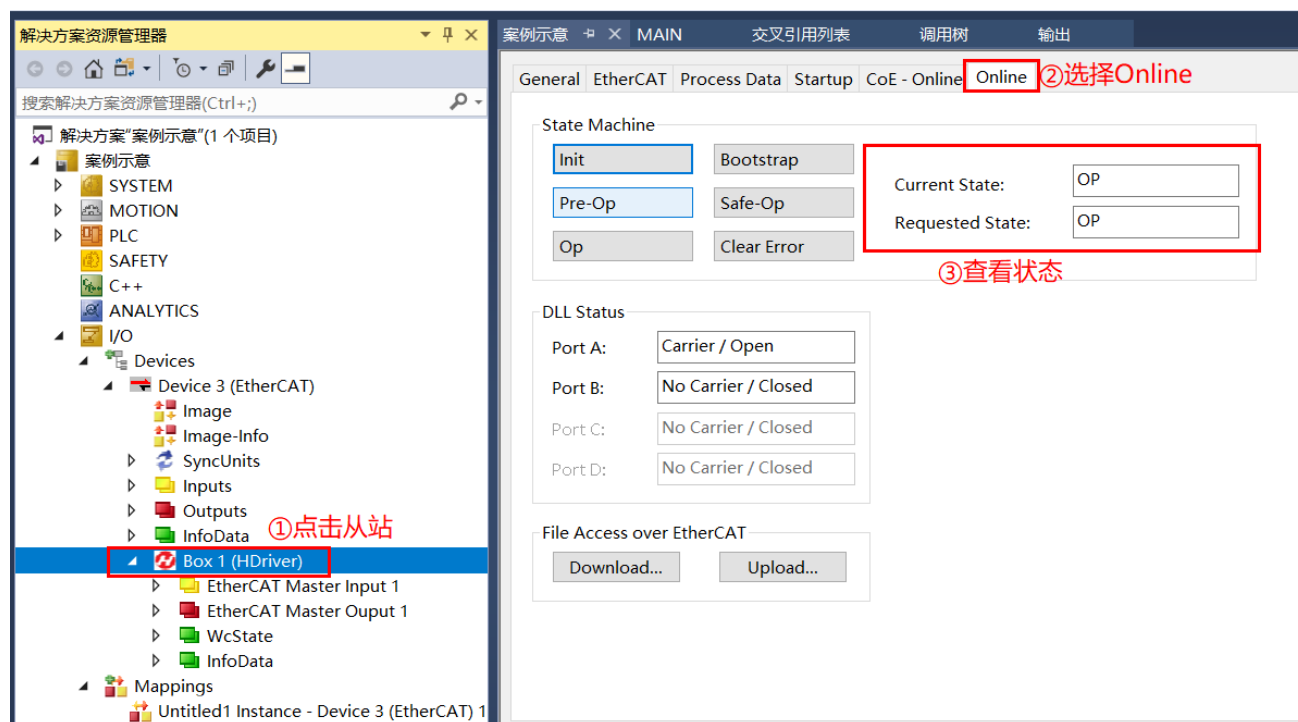 解决方案资源管理器
搜索解决方案资源管理器(Ctrl+;)
解决方案"案例示意"(1 个项目)
案例示意
SYSTEM
MOTION
PLC
SAFETY
C++
ANALYTICS
I/O
Devices
Device 3 (EtherCAT)
Image
Image-Info
SyncUnits
Inputs
Outputs
InfoData
①点击从站
Box 1 (HDriver)
EtherCAT Master Input 1
EtherCAT Master Ouput 1
WcState
InfoData
Mappings
Untitled1 Instance - Device 3 (EtherCAT) 1
案例示意 MAIN 交叉引用列表 调用树 输出
General EtherCAT Process Data Startup CoE - Online Online ②选择Online
State Machine
Init Bootstrap
Pre-Op Safe-Op
Op Clear Error
Current State: OP
Requested State: OP
③查看状态
DLL Status
Port A: Carrier / Open
Port B: No Carrier / Closed
Port C: No Carrier / Closed
Port D: No Carrier / Closed
File Access over EtherCAT
Download... Upload...